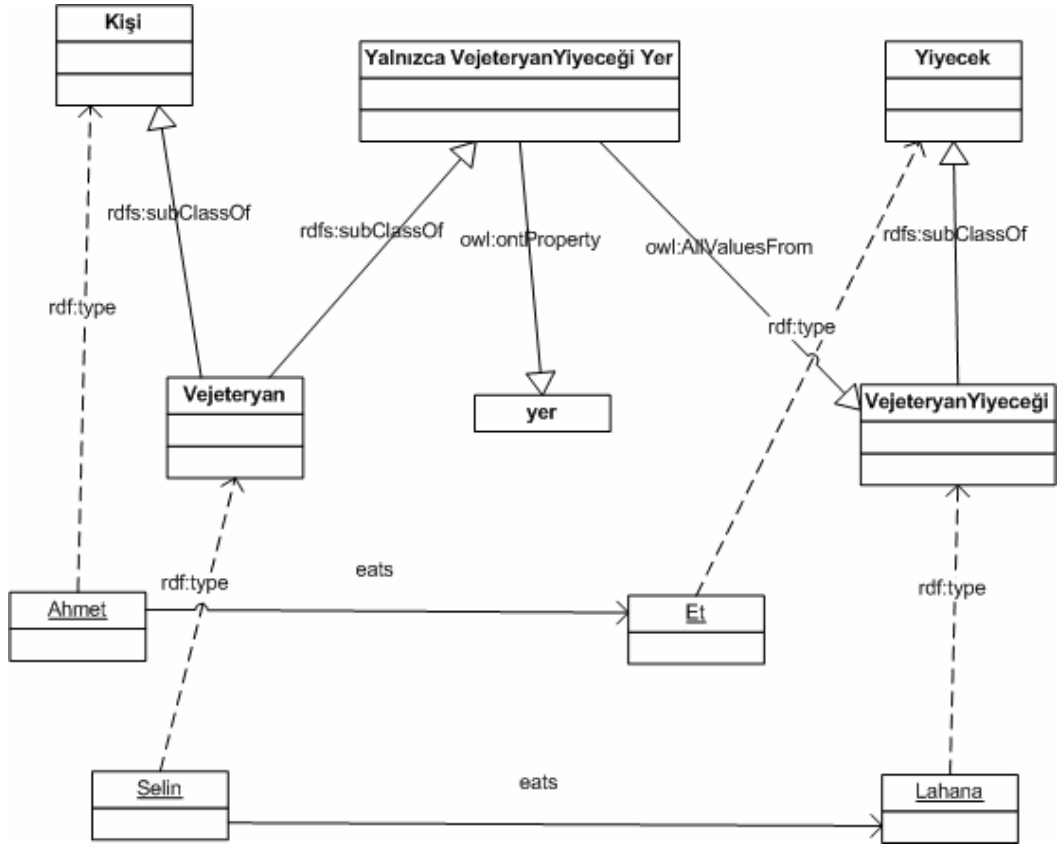 Kişi
Yalnızca VejeteryanYiyeceği Yer
Yiyecek
rdfs:subClassOf
rdfs:subClassOf
owl:ontProperty
owl:AllValuesFrom
rdfs:subClassOf
rdf:type
rdf:type
Vejeteryan
yer
VejeteryanYiyeceği
rdf:type
eats
rdf:type
Ahmet
Et
Selin
eats
Lahana